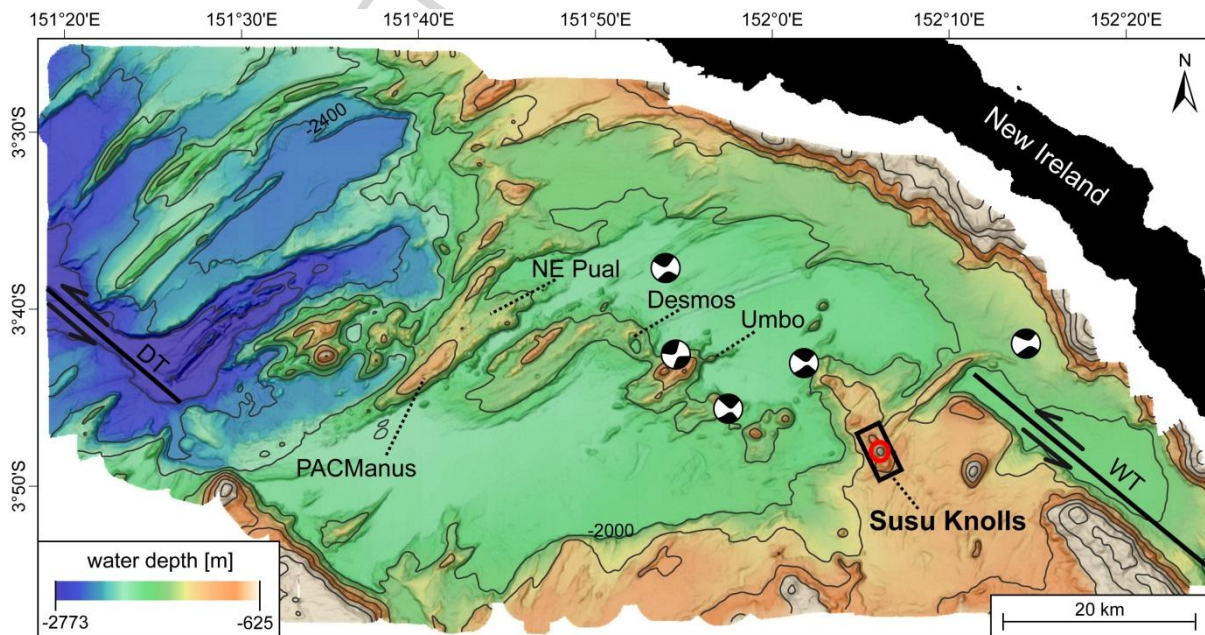 151°20' 151°30' 151°40' 151°50' 152°00' 152°10' 152°20'
N
3°30'S
-2400
New Ireland
NE Pual
Desmos
3°40'S
Umbo
DT
PACManus
WT
3°50'S
Susu Knolls
-2000
water depth [m]
-2773 -625
20 km